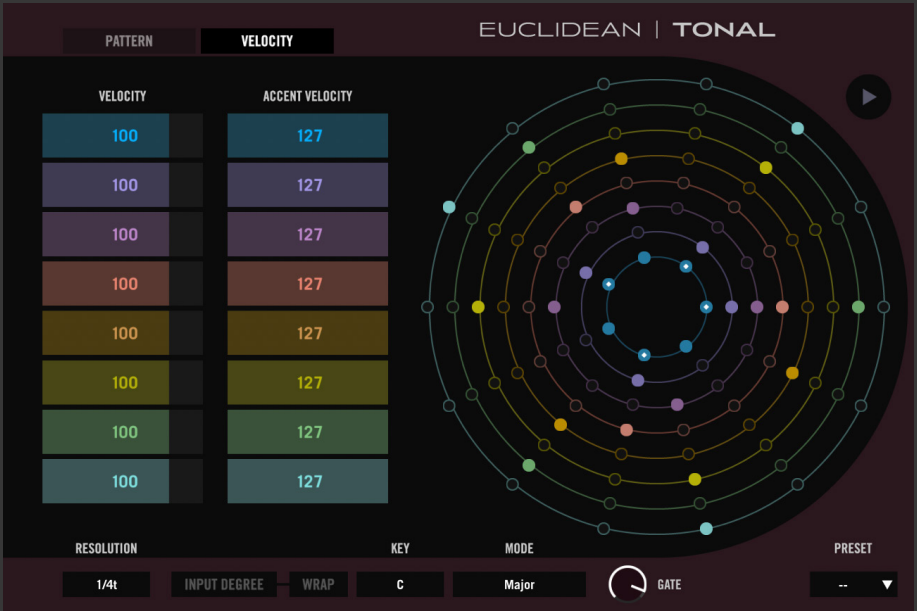 EUCLIDEAN | TONAL
PATTERN VELOCITY
VELOCITY ACCENT VELOCITY
100 127
100 127
100 127
100 127
100 127
100 127
100 127
100 127
RESOLUTION KEY MODE PRESET
1/4t INPUT DEGREE WRAP C Major GATE --